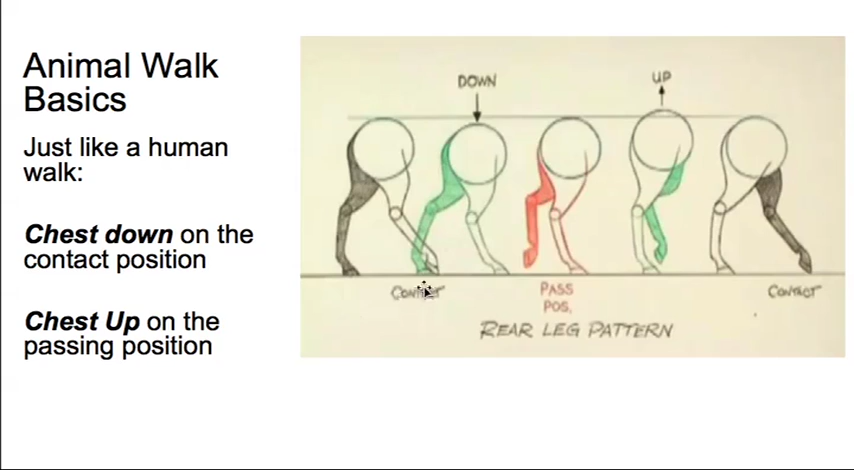 Animal Walk
Basics
Just like a human
walk:
Chest down on the
contact position
Chest Up on the
passing position
DOWN
UP
CONTACT
PASS
POS.
CONTACT
REAR LEG PATTERN